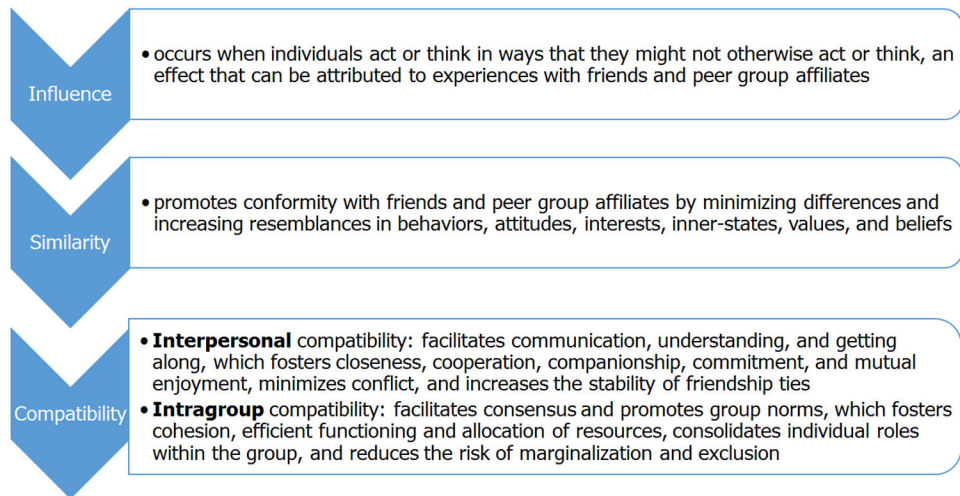 Influence
• occurs when individuals act or think in ways that they might not otherwise act or think, an
effect that can be attributed to experiences with friends and peer group affiliates
Similarity
• promotes conformity with friends and peer group affiliates by minimizing differences and
increasing resemblances in behaviors, attitudes, interests, inner-states, values, and beliefs
Compatibility
• Interpersonal compatibility: facilitates communication, understanding, and getting
along, which fosters closeness, cooperation, companionship, commitment, and mutual
enjoyment, minimizes conflict, and increases the stability of friendship ties
• Intragroup compatibility: facilitates consensus and promotes group norms, which fosters
cohesion, efficient functioning and allocation of resources, consolidates individual roles
within the group, and reduces the risk of marginalization and exclusion